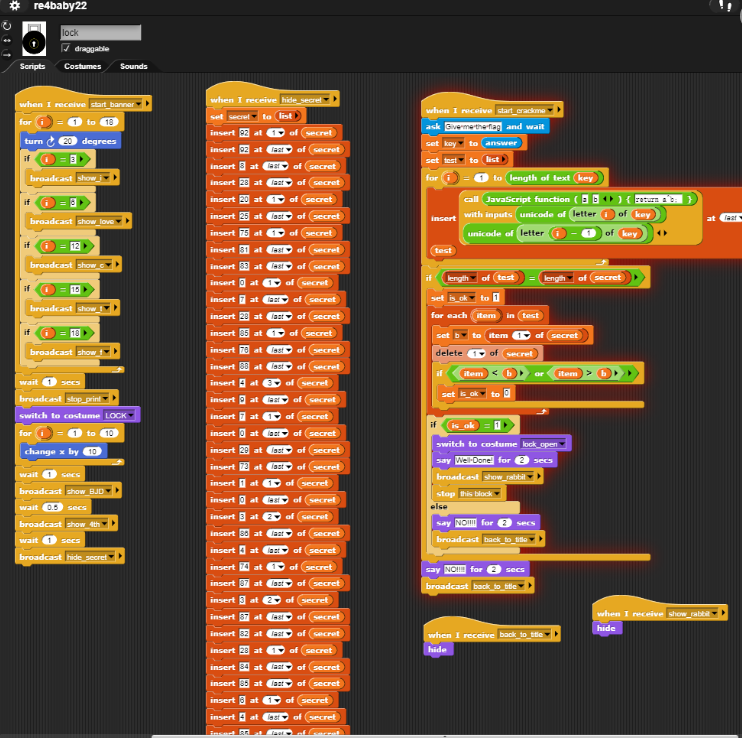 re4baby22
lock
draggable
Scripts Costumes Sounds
when I receive start_banner
for i = 1 to 18
turn 20 degrees
if i = 3
broadcast show_i
if i = 6
broadcast show_love
if i = 12
broadcast show_c
if i = 15
broadcast show_t
if i = 18
broadcast show_f
wait 1 secs
broadcast stop_print
switch to costume LOCK
for i = 1 to 10
change x by 10
wait 1 secs
broadcast show_BJD
wait 0.5 secs
broadcast show_4th
wait 1 secs
broadcast hide_secret
when I receive hide_secret
set secret to list
insert 92 at 1 of secret
insert 92 at last of secret
insert 8 at last of secret
insert 28 at last of secret
insert 20 at 1 of secret
insert 25 at last of secret
insert 75 at 1 of secret
insert 81 at last of secret
insert 83 at last of secret
insert 0 at 1 of secret
insert 7 at last of secret
insert 28 at last of secret
insert 85 at 1 of secret
insert 76 at last of secret
insert 88 at last of secret
insert 4 at 3 of secret
insert 9 at last of secret
insert 7 at 1 of secret
insert 0 at last of secret
insert 29 at last of secret
insert 73 at last of secret
insert 1 at 1 of secret
insert 0 at last of secret
insert 3 at 2 of secret
insert 86 at last of secret
insert 4 at last of secret
insert 74 at 1 of secret
insert 87 at last of secret
insert 3 at 2 of secret
insert 87 at last of secret
insert 82 at last of secret
insert 28 at 1 of secret
insert 84 at last of secret
insert 85 at last of secret
insert 6 at 1 of secret
insert 4 at last of secret
insert 85 at last of secret
when I receive start_crackme
ask Give·me·the·flag and wait
set key to answer
set test to list
for i = 1 to length of text key
call JavaScript function ( a b ) { }
insert with inputs unicode of letter i of key at last
unicode of letter i − 1 of key
test
if length of test = length of secret
set is_ok to 1
for each item in test
set b to item 1 of secret
delete 1 of secret
if item < b or item > b
set is_ok to 0
if is_ok = 1
switch to costume lock_open
say Well·Done! for 2 secs
broadcast show_rabbit
stop this block
else
say NO!!!! for 2 secs
broadcast back_to_title
say NO!!!! for 2 secs
broadcast back_to_title
when I receive back_to_title
hide
when I receive show_rabbit
hide